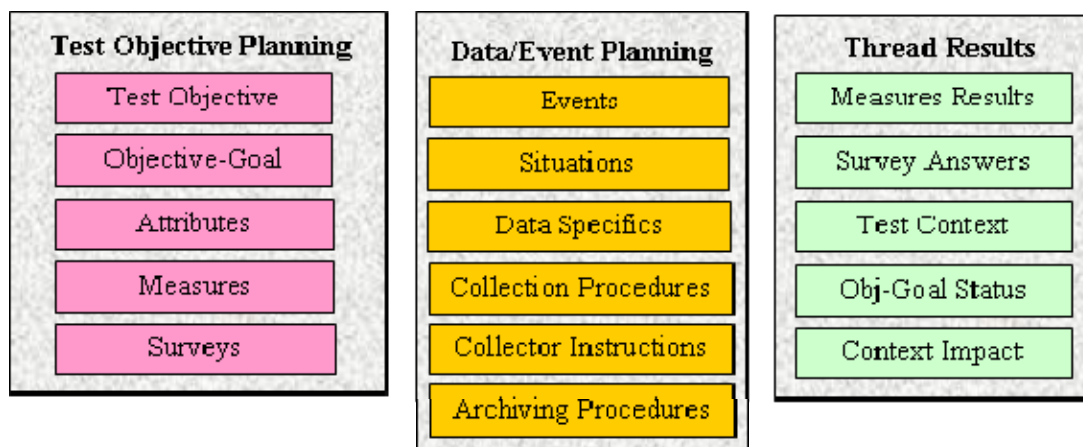 Test Objective Planning
Test Objective
Objective-Goal
Attributes
Measures
Surveys
Data/Event Planning
Events
Situations
Data Specifics
Collection Procedures
Collector Instructions
Archiving Procedures
Thread Results
Measures Results
Survey Answers
Test Context
Obj-Goal Status
Context Impact